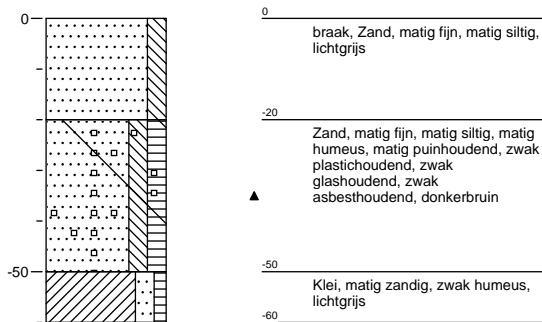 0
-50
0
braak, Zand, matig fijn, matig siltig,
lichtgrijs
-20
Zand, matig fijn, matig siltig, matig
humeus, matig puinhoudend, zwak
plastichoudend, zwak
glashoudend, zwak
asbesthoudend, donkerbruin
-50
Klei, matig zandig, zwak humeus,
lichtgrijs
-60